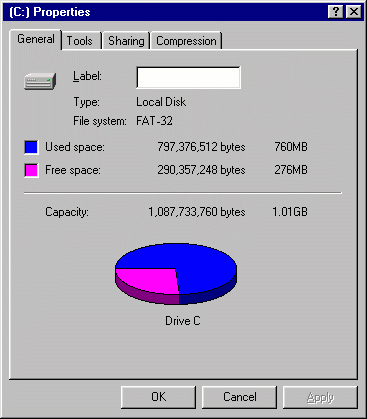 (C:) Properties
General Tools Sharing Compression
Label:
Type: Local Disk
File system: FAT-32
Used space: 797,376,512 bytes 760MB
Free space: 290,357,248 bytes 276MB
Capacity: 1,087,733,760 bytes 1.01GB
Drive C
OK Cancel Apply